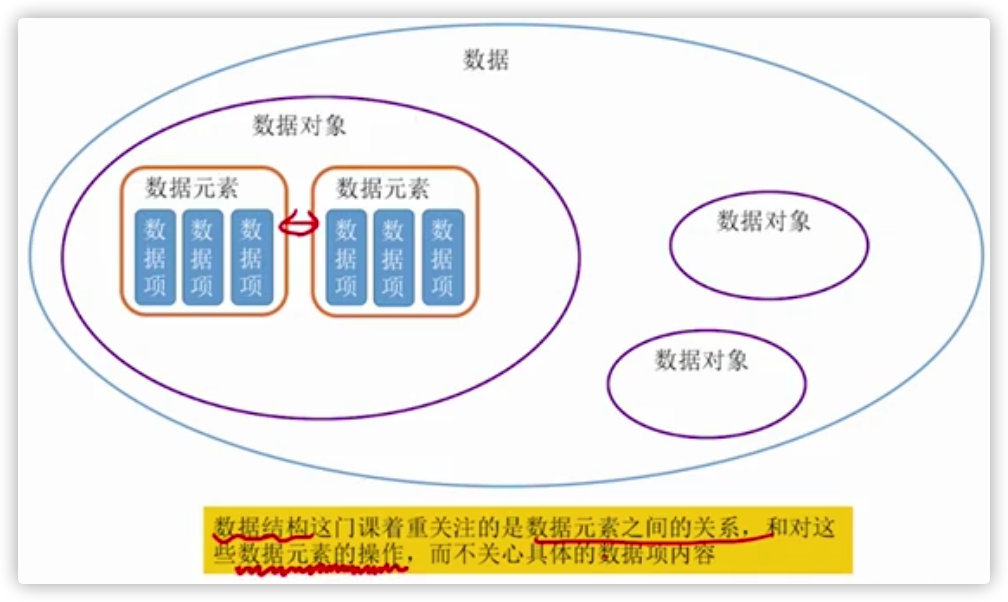 数据
数据对象
数据元素
数据项
数据项
数据项
数据元素
数据项
数据项
数据项
数据对象
数据对象
数据结构这门课着重关注的是数据元素之间的关系，和对这
些数据元素的操作，而不关心具体的数据项内容